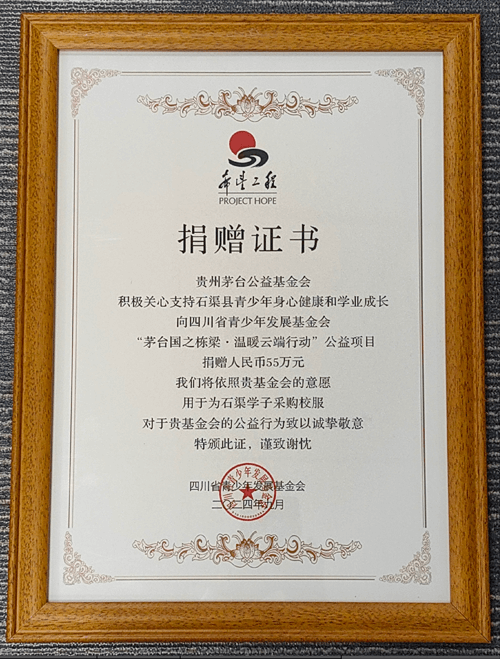 希望工程
PROJECT HOPE
捐赠证书
贵州茅台公益基金会
积极关心支持石渠县青少年身心健康和学业成长
向四川省青少年发展基金会
“茅台国之栋梁·温暖云端行动”公益项目
捐赠人民币55万元
我们将依照贵基金会的意愿
用于为石渠学子采购校服
对于贵基金会的公益行为致以诚挚敬意
特颁此证，谨致谢忱
四川省青少年发展基金会
二〇二四年九月